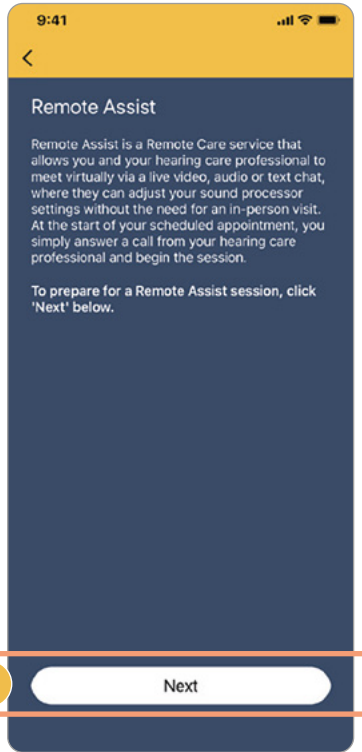 9:41
Remote Assist
Remote Assist is a Remote Care service that
allows you and your hearing care professional to
meet virtually via a live video, audio or text chat,
where they can adjust your sound processor
settings without the need for an in-person visit.
At the start of your scheduled appointment, you
simply answer a call from your hearing care
professional and begin the session.
To prepare for a Remote Assist session, click
'Next' below.
Next